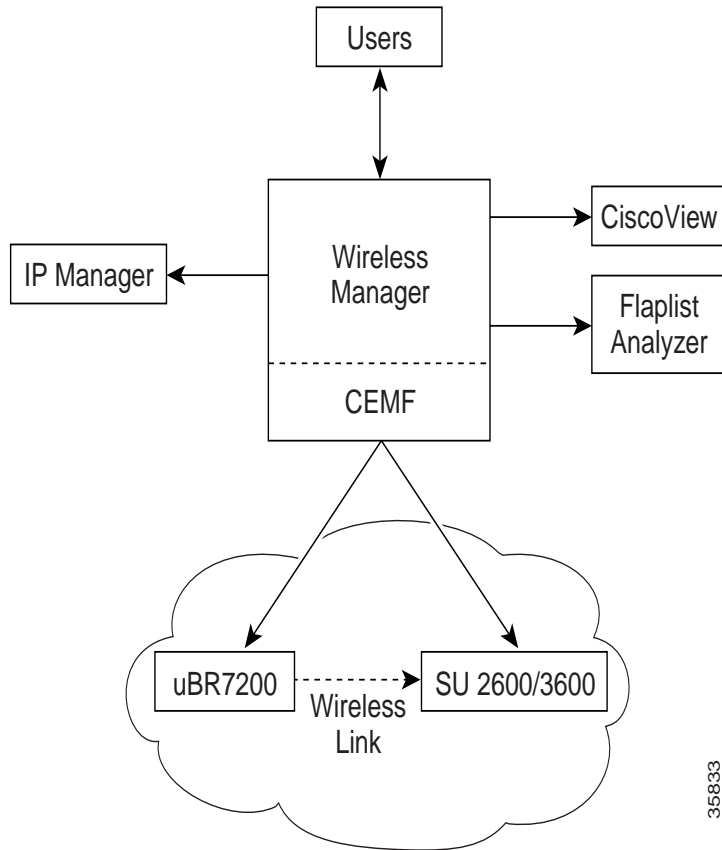 Users
CiscoView
IP Manager
Wireless
Manager
Flaplist
Analyzer
CEMF
uBR7200
SU 2600/3600
Wireless
Link
35833